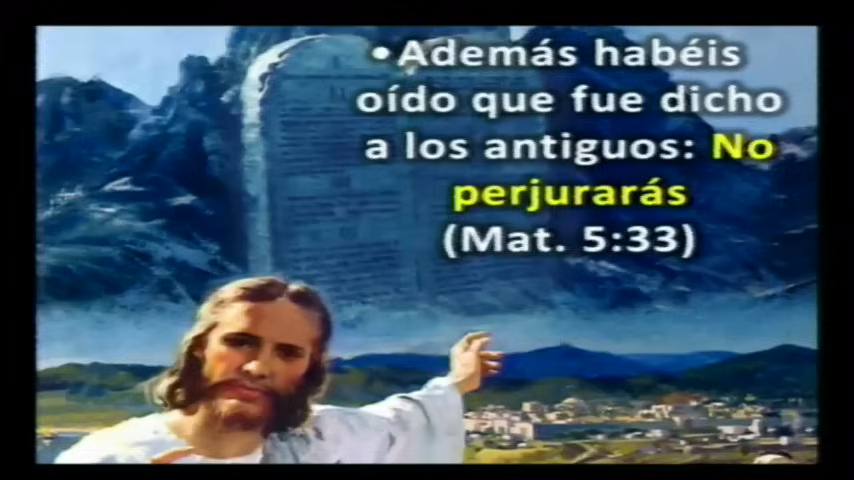 • Además habéis
oído que fue dicho
a los antiguos: No
perjurarás
(Mat. 5:33)